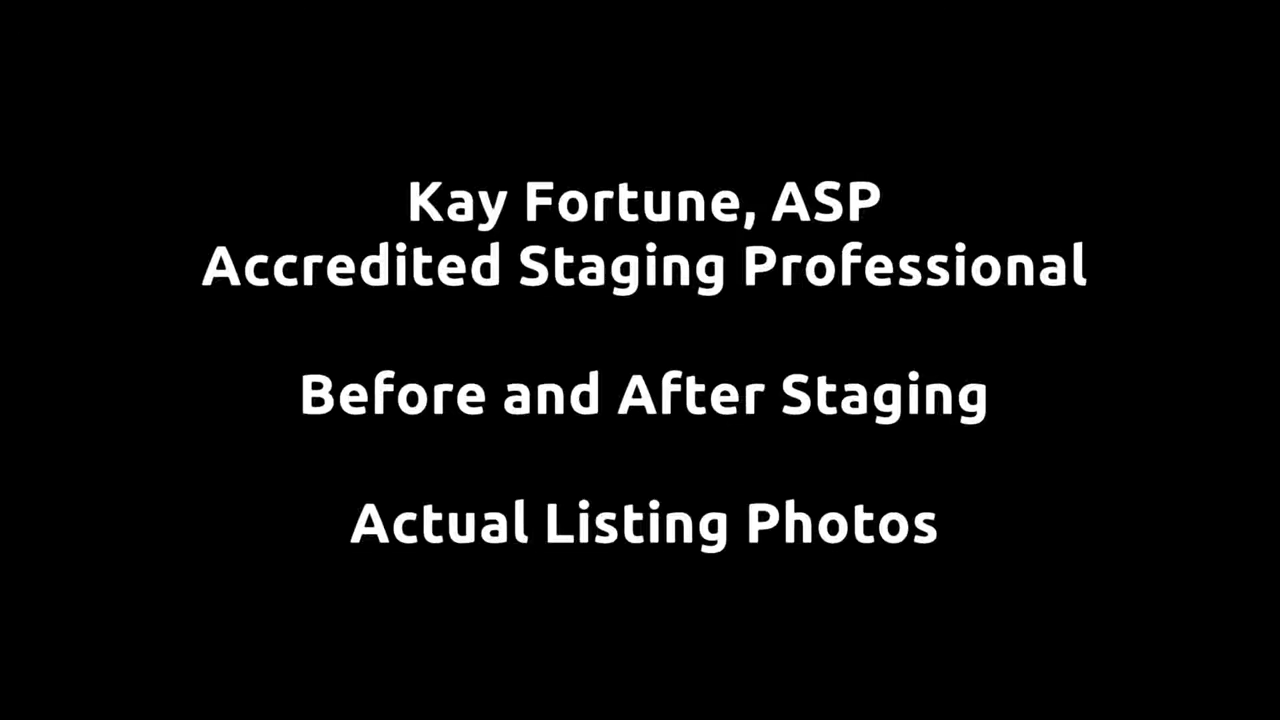 Kay Fortune, ASP
Accredited Staging Professional
Before and After Staging
Actual Listing Photos